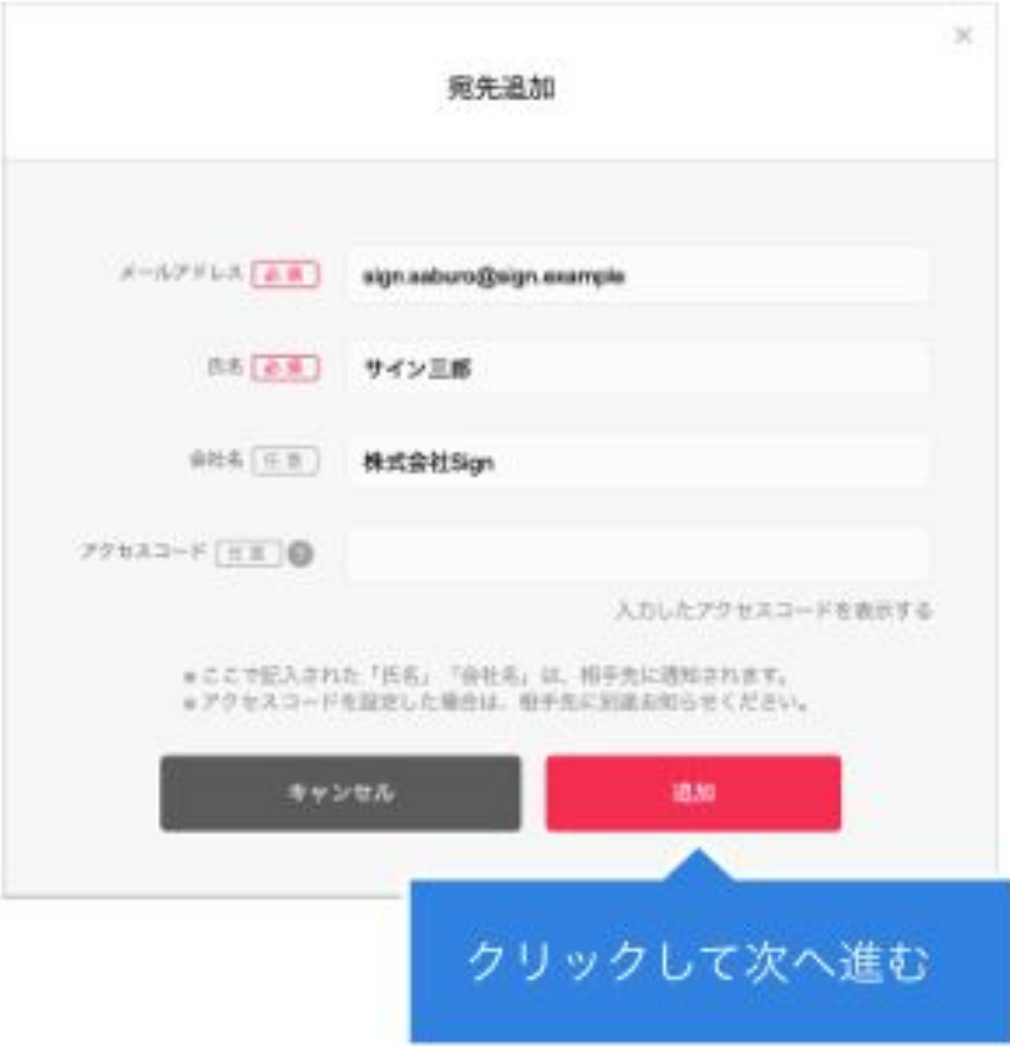 ×
宛先追加
メールアドレス 必須 sign.saburo@sign.example
氏名 必須 サイン三郎
会社名 任意 株式会社Sign
アクセスコード 任意 ?
入力したアクセスコードを表示する
※ここで記入された「氏名」「会社名」は、相手先に通知されます。
※アクセスコードを設定した場合は、相手先に別途お知らせください。
キャンセル 追加
クリックして次へ進む